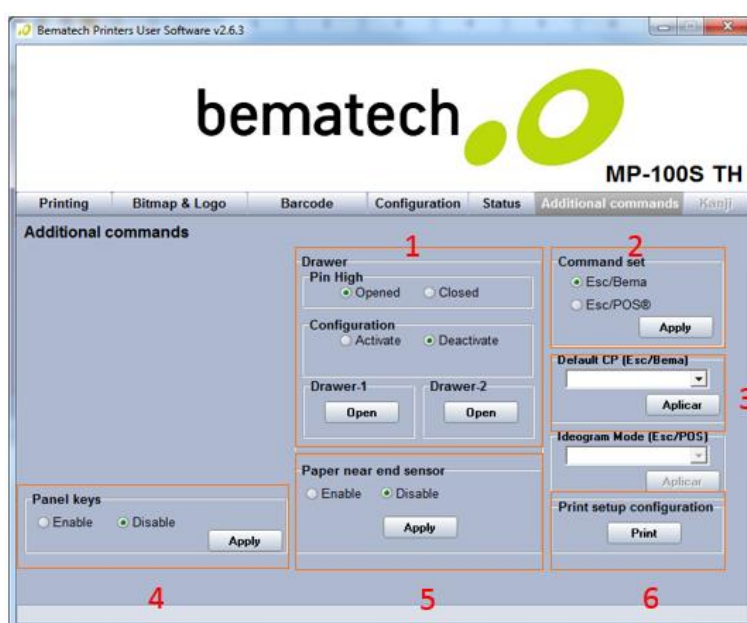 Bematech Printers User Software v2.6.3
bematech
MP-100S TH
Printing Bitmap & Logo Barcode Configuration Status Additional commands Kanji
Additional commands
1
Drawer
Pin High
Opened Closed
Configuration
Activate Deactivate
Drawer-1 Drawer-2
Open Open
2
Command set
Esc/Bema
Esc/POS®
Apply
Default CP (Esc/Bema)
Aplicar
3
Ideogram Mode (Esc/POS)
Aplicar
Panel keys
Enable Disable
Apply
4
Paper near end sensor
Enable Disable
Apply
5
Print setup configuration
Print
6